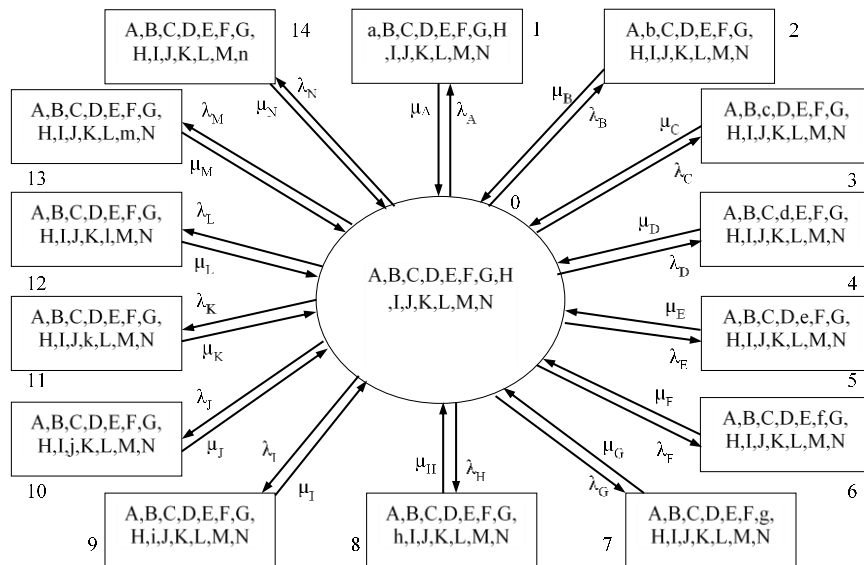 14
A,B,C,D,E,F,G,
H,I,J,K,L,M,n
1
a,B,C,D,E,F,G,H
,I,J,K,L,M,N
2
A,b,C,D,E,F,G,
H,I,J,K,L,M,N
A,B,C,D,E,F,G,
H,I,J,K,L,m,N
13
A,B,c,D,E,F,G,
H,I,J,K,L,M,N
3
λM
μM
μN
λN
μA
λA
μB
λB
μC
λC
0
A,B,C,D,E,F,G,
H,I,J,K,l,M,N
12
λL
μL
A,B,C,D,E,F,G,H
,I,J,K,L,M,N
μD
λD
A,B,C,d,E,F,G,
H,I,J,K,L,M,N
4
A,B,C,D,E,F,G,
H,I,J,k,L,M,N
11
λK
μK
μE
λE
A,B,C,D,e,F,G,
H,I,J,K,L,M,N
5
A,B,C,D,E,F,G,
H,I,j,K,L,M,N
10
λJ
μJ
λI
μI
μH
λH
μG
λG
μF
λF
A,B,C,D,E,f,G,
H,I,J,K,L,M,N
6
9
A,B,C,D,E,F,G,
H,i,J,K,L,M,N
8
A,B,C,D,E,F,G,
h,I,J,K,L,M,N
7
A,B,C,D,E,F,g,
H,I,J,K,L,M,N